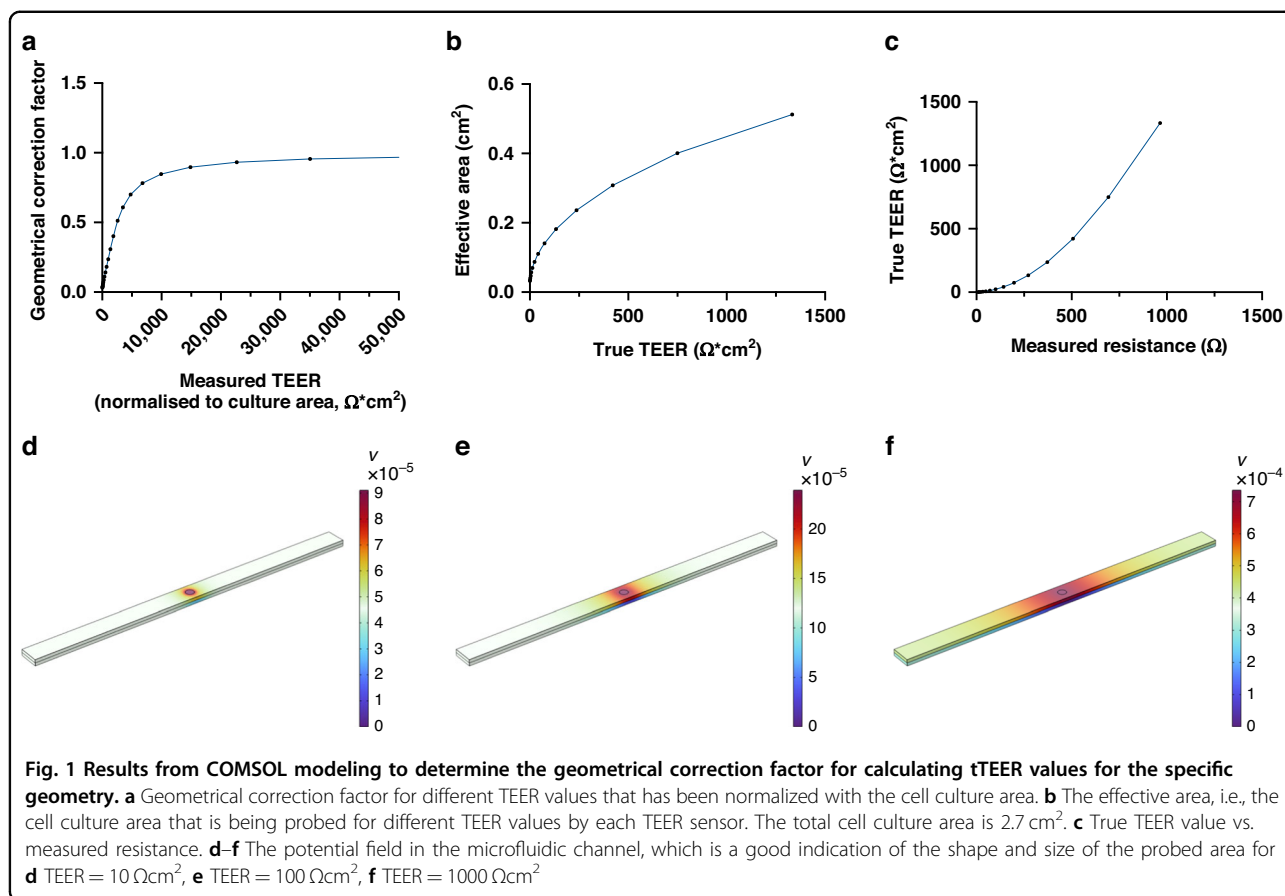 a
1.5
1.0
0.5
0.0
Geometrical correction factor
0
10,000
20,000
30,000
40,000
50,000
Measured TEER
(normalised to culture area, Ω*cm²)
b
0.6
0.4
0.2
0.0
Effective area (cm²)
0
500
1000
1500
True TEER (Ω*cm²)
c
1500
1000
500
0
True TEER (Ω*cm²)
0
500
1000
1500
Measured resistance (Ω)
d
v
×10⁻⁵
9
8
7
6
5
4
3
2
1
0
e
v
×10⁻⁵
20
15
10
5
0
f
v
×10⁻⁴
7
6
5
4
3
2
1
0
Fig. 1 Results from COMSOL modeling to determine the geometrical correction factor for calculating tTEER values for the specific
geometry. a Geometrical correction factor for different TEER values that has been normalized with the cell culture area. b The effective area, i.e., the
cell culture area that is being probed for different TEER values by each TEER sensor. The total cell culture area is 2.7 cm². c True TEER value vs.
measured resistance. d–f The potential field in the microfluidic channel, which is a good indication of the shape and size of the probed area for
d TEER = 10 Ωcm², e TEER = 100 Ωcm², f TEER = 1000 Ωcm²